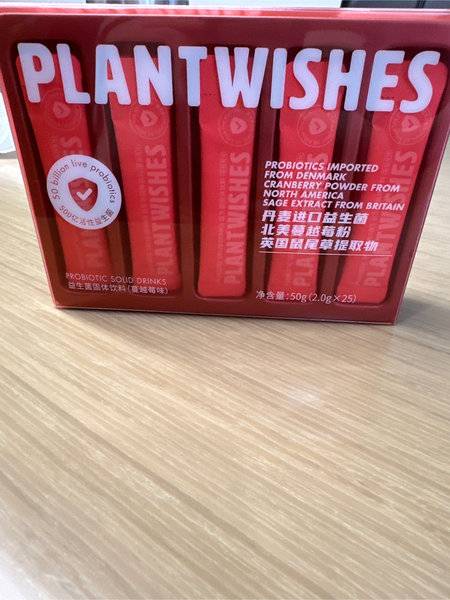 PLANTWISHES
50 billion live probiotics
500亿活性益生菌
PROBIOTICS IMPORTED
FROM DENMARK
CRANBERRY POWDER FROM
NORTH AMERICA
SAGE EXTRACT FROM BRITAIN
丹麦进口益生菌
北美蔓越莓粉
英国鼠尾草提取物
PROBIOTIC SOLID DRINKS
益生菌固体饮料(蔓越莓味)
净含量:50g(2.0g×25)
PLANTWISHES
PLANTWISHES